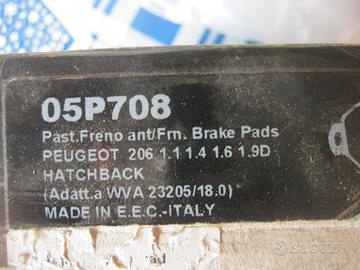 05P708
Past.Freno ant/Frn. Brake Pads
PEUGEOT 206 1.1 1.4 1.6 1.9D
HATCHBACK
(Adatt.a WVA 23205/18.0)
MADE IN E.E.C.-ITALY
subito